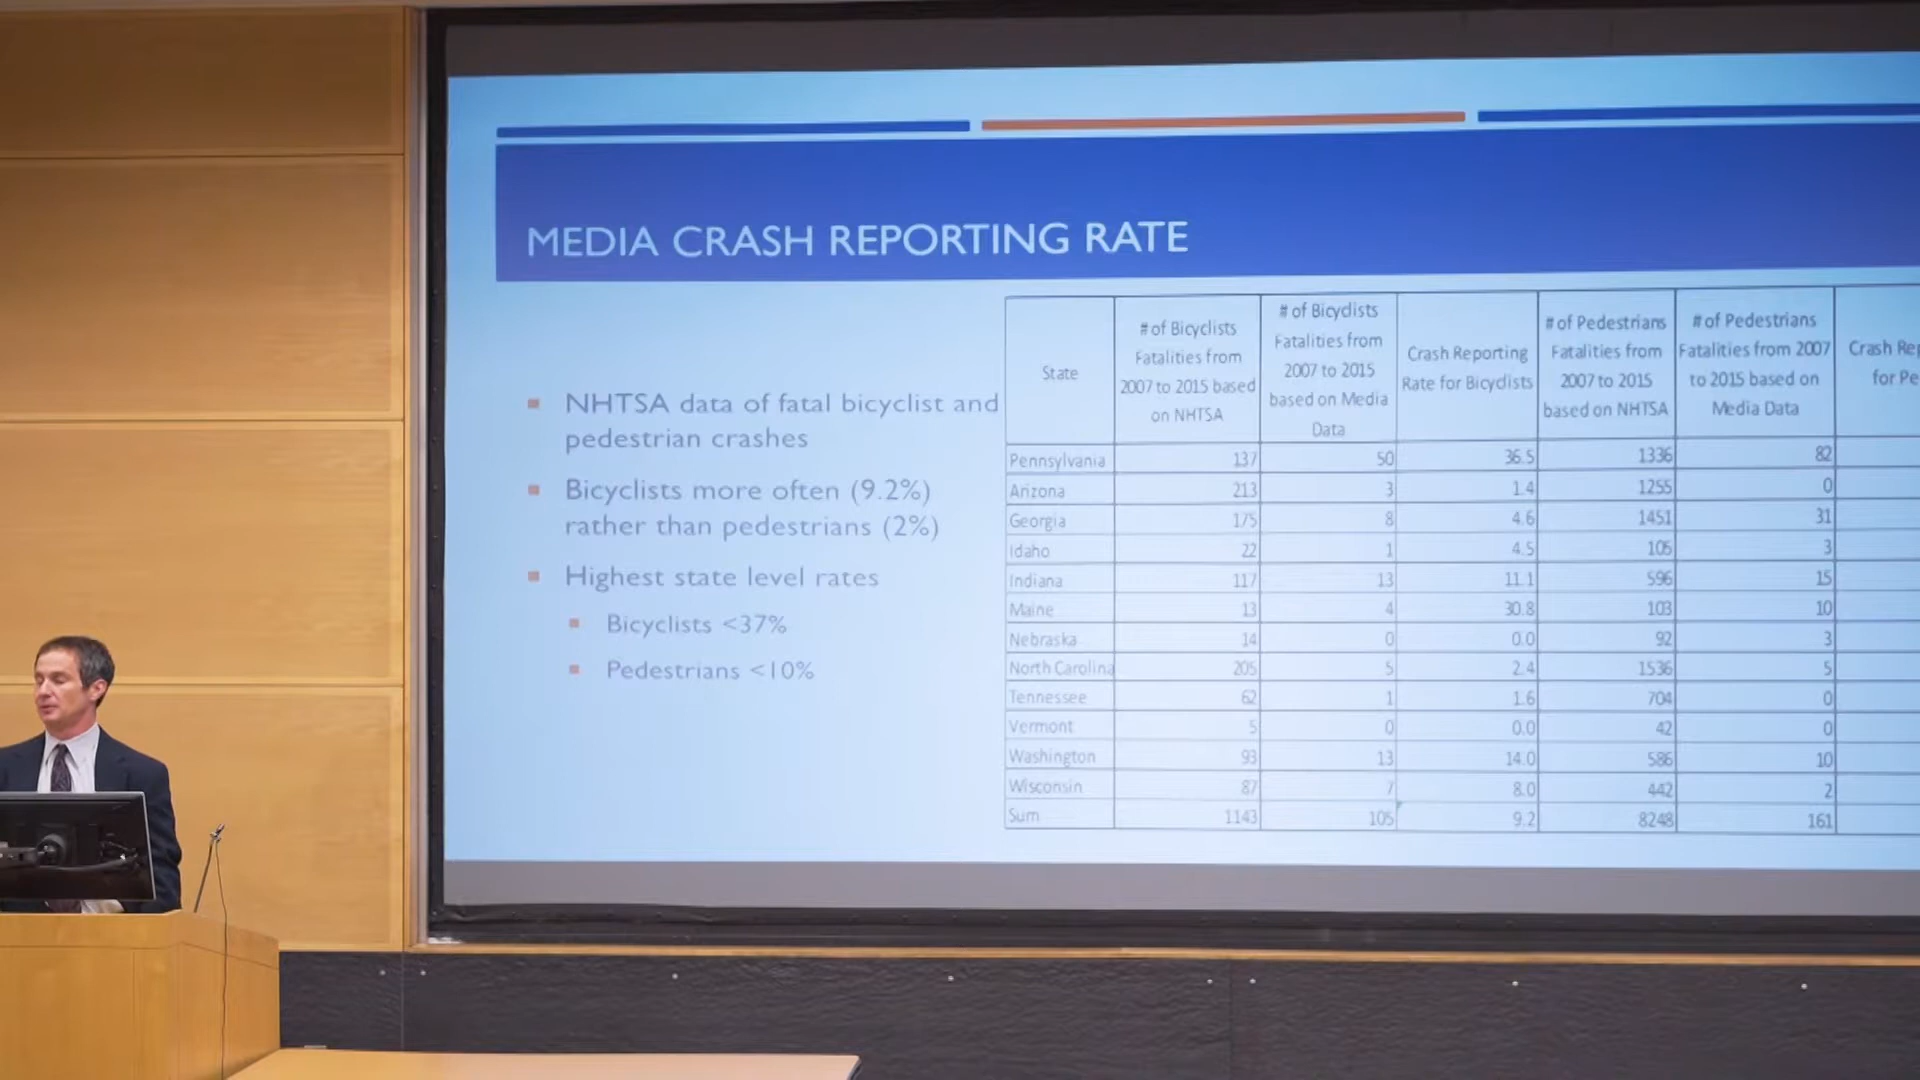 MEDIA CRASH REPORTING RATE
NHTSA data of fatal bicyclist and
pedestrian crashes
Bicyclists more often (9.2%)
rather than pedestrians (2%)
Highest state level rates
Bicyclists <37%
Pedestrians <10%
State
# of Bicyclists
Fatalities from
2007 to 2015 based
on NHTSA
# of Bicyclists
Fatalities from
2007 to 2015
based on Media
Data
Crash Reporting
Rate for Bicyclists
# of Pedestrians
Fatalities from
2007 to 2015
based on NHTSA
# of Pedestrians
Fatalities from 2007
to 2015 based on
Media Data
Crash Rep
for Pe
Pennsylvania 137 50 36.5 1336 82
Arizona 213 3 1.4 1255 0
Georgia 175 8 4.6 1451 31
Idaho 22 1 4.5 105 3
Indiana 117 13 11.1 596 15
Maine 13 4 30.8 103 10
Nebraska 14 0 0.0 92 3
North Carolina 205 5 2.4 1536 5
Tennessee 62 1 1.6 704 0
Vermont 5 0 0.0 42 0
Washington 93 13 14.0 586 10
Wisconsin 87 7 8.0 442 2
Sum 1143 105 9.2 8248 161